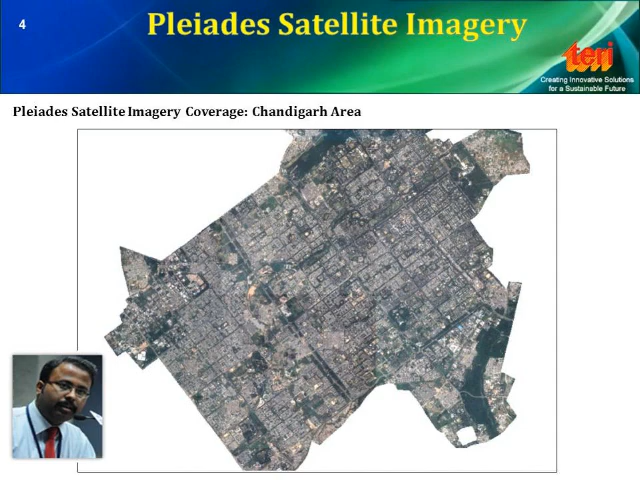 4
Pleiades Satellite Imagery
teri
Creating Innovative Solutions
for a Sustainable Future
Pleiades Satellite Imagery Coverage: Chandigarh Area